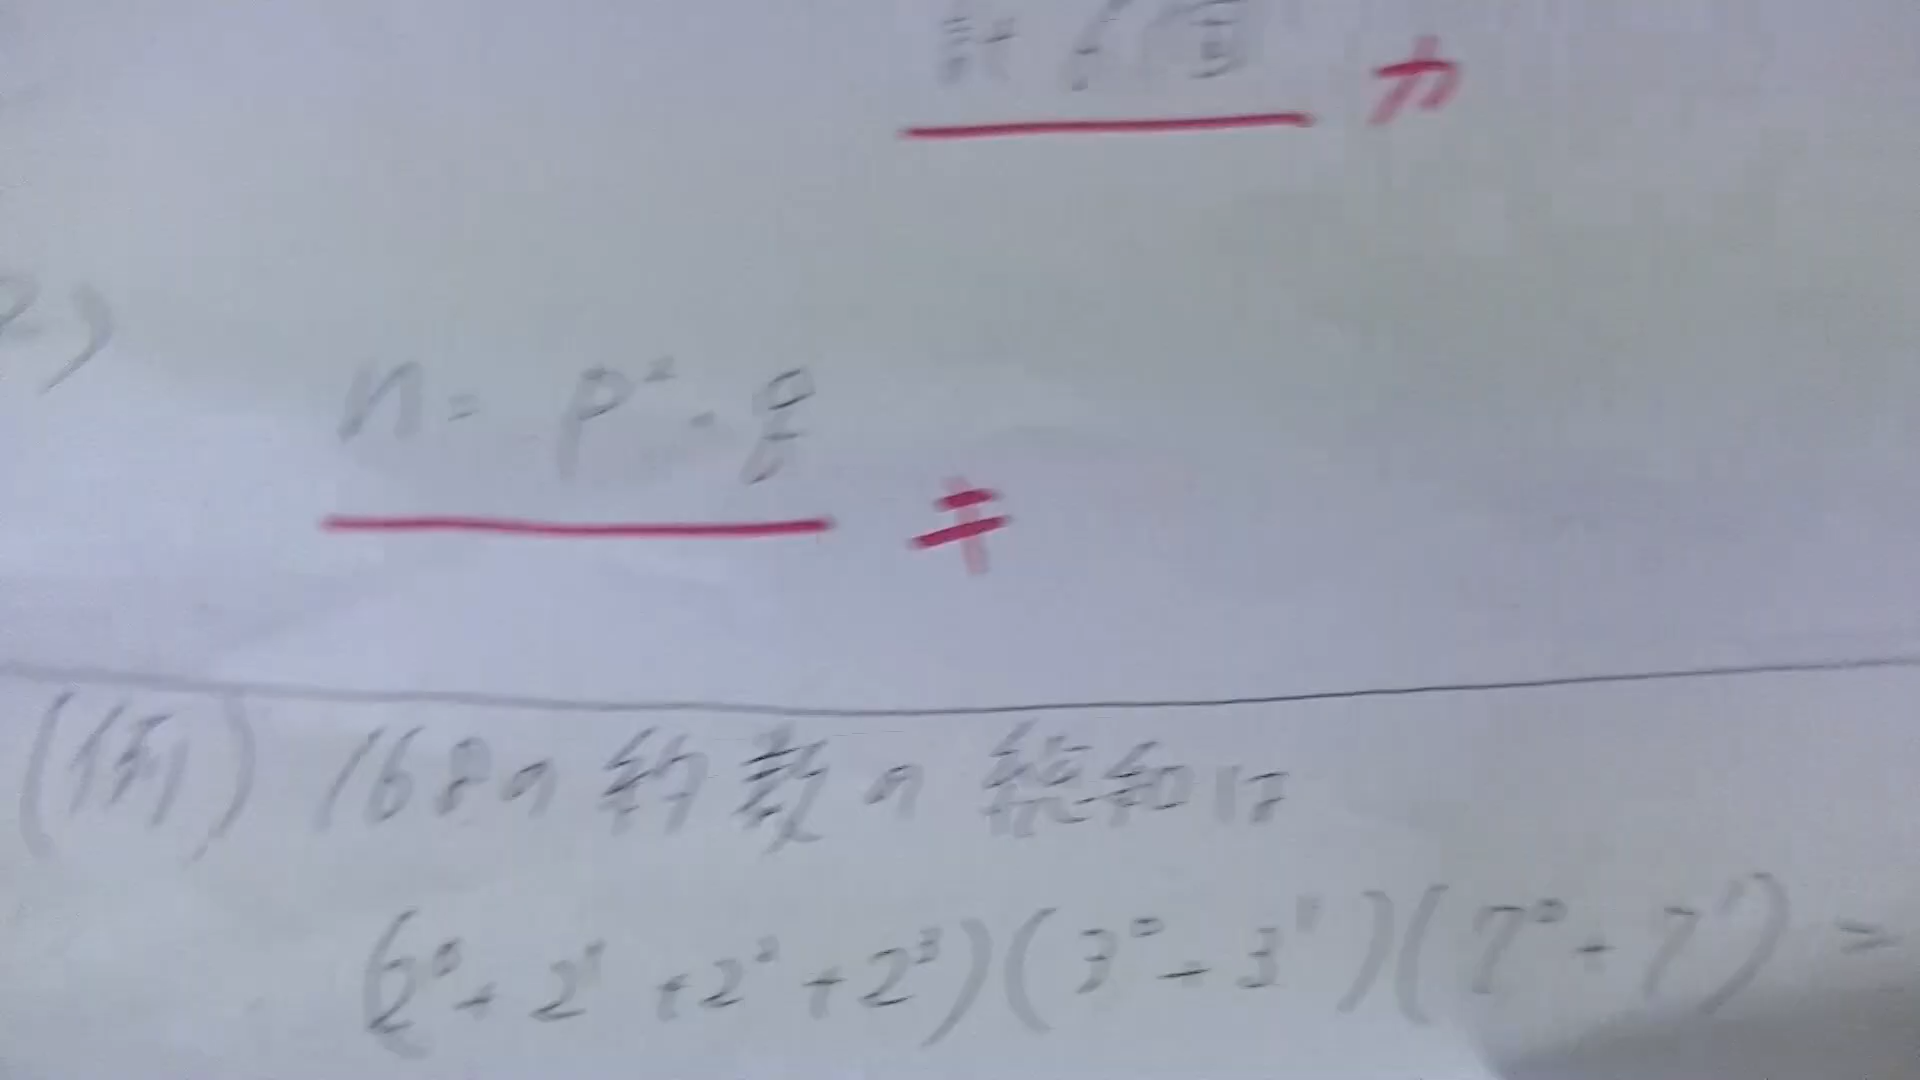 計6個 カ
2)
n = p²・q キ
(例) 168の約数の総和は
(2⁰+2¹+2²+2³)(3⁰+3¹)(7⁰+7¹)=